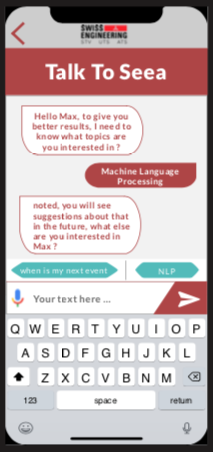 SWISS
ENGINEERING
STV UTS ATS
Talk To Seea
Hello Max, to give you
better results, I need to
know what topics are
you interested in ?
Machine Language
Processing
noted, you will see
suggestions about that
in the future, what else
are you interested in
Max ?
when is my next event
NLP
Your text here ...
Q W E R T Y U I O P
A S D F G H J K L
Z X C V B N M
123 space return